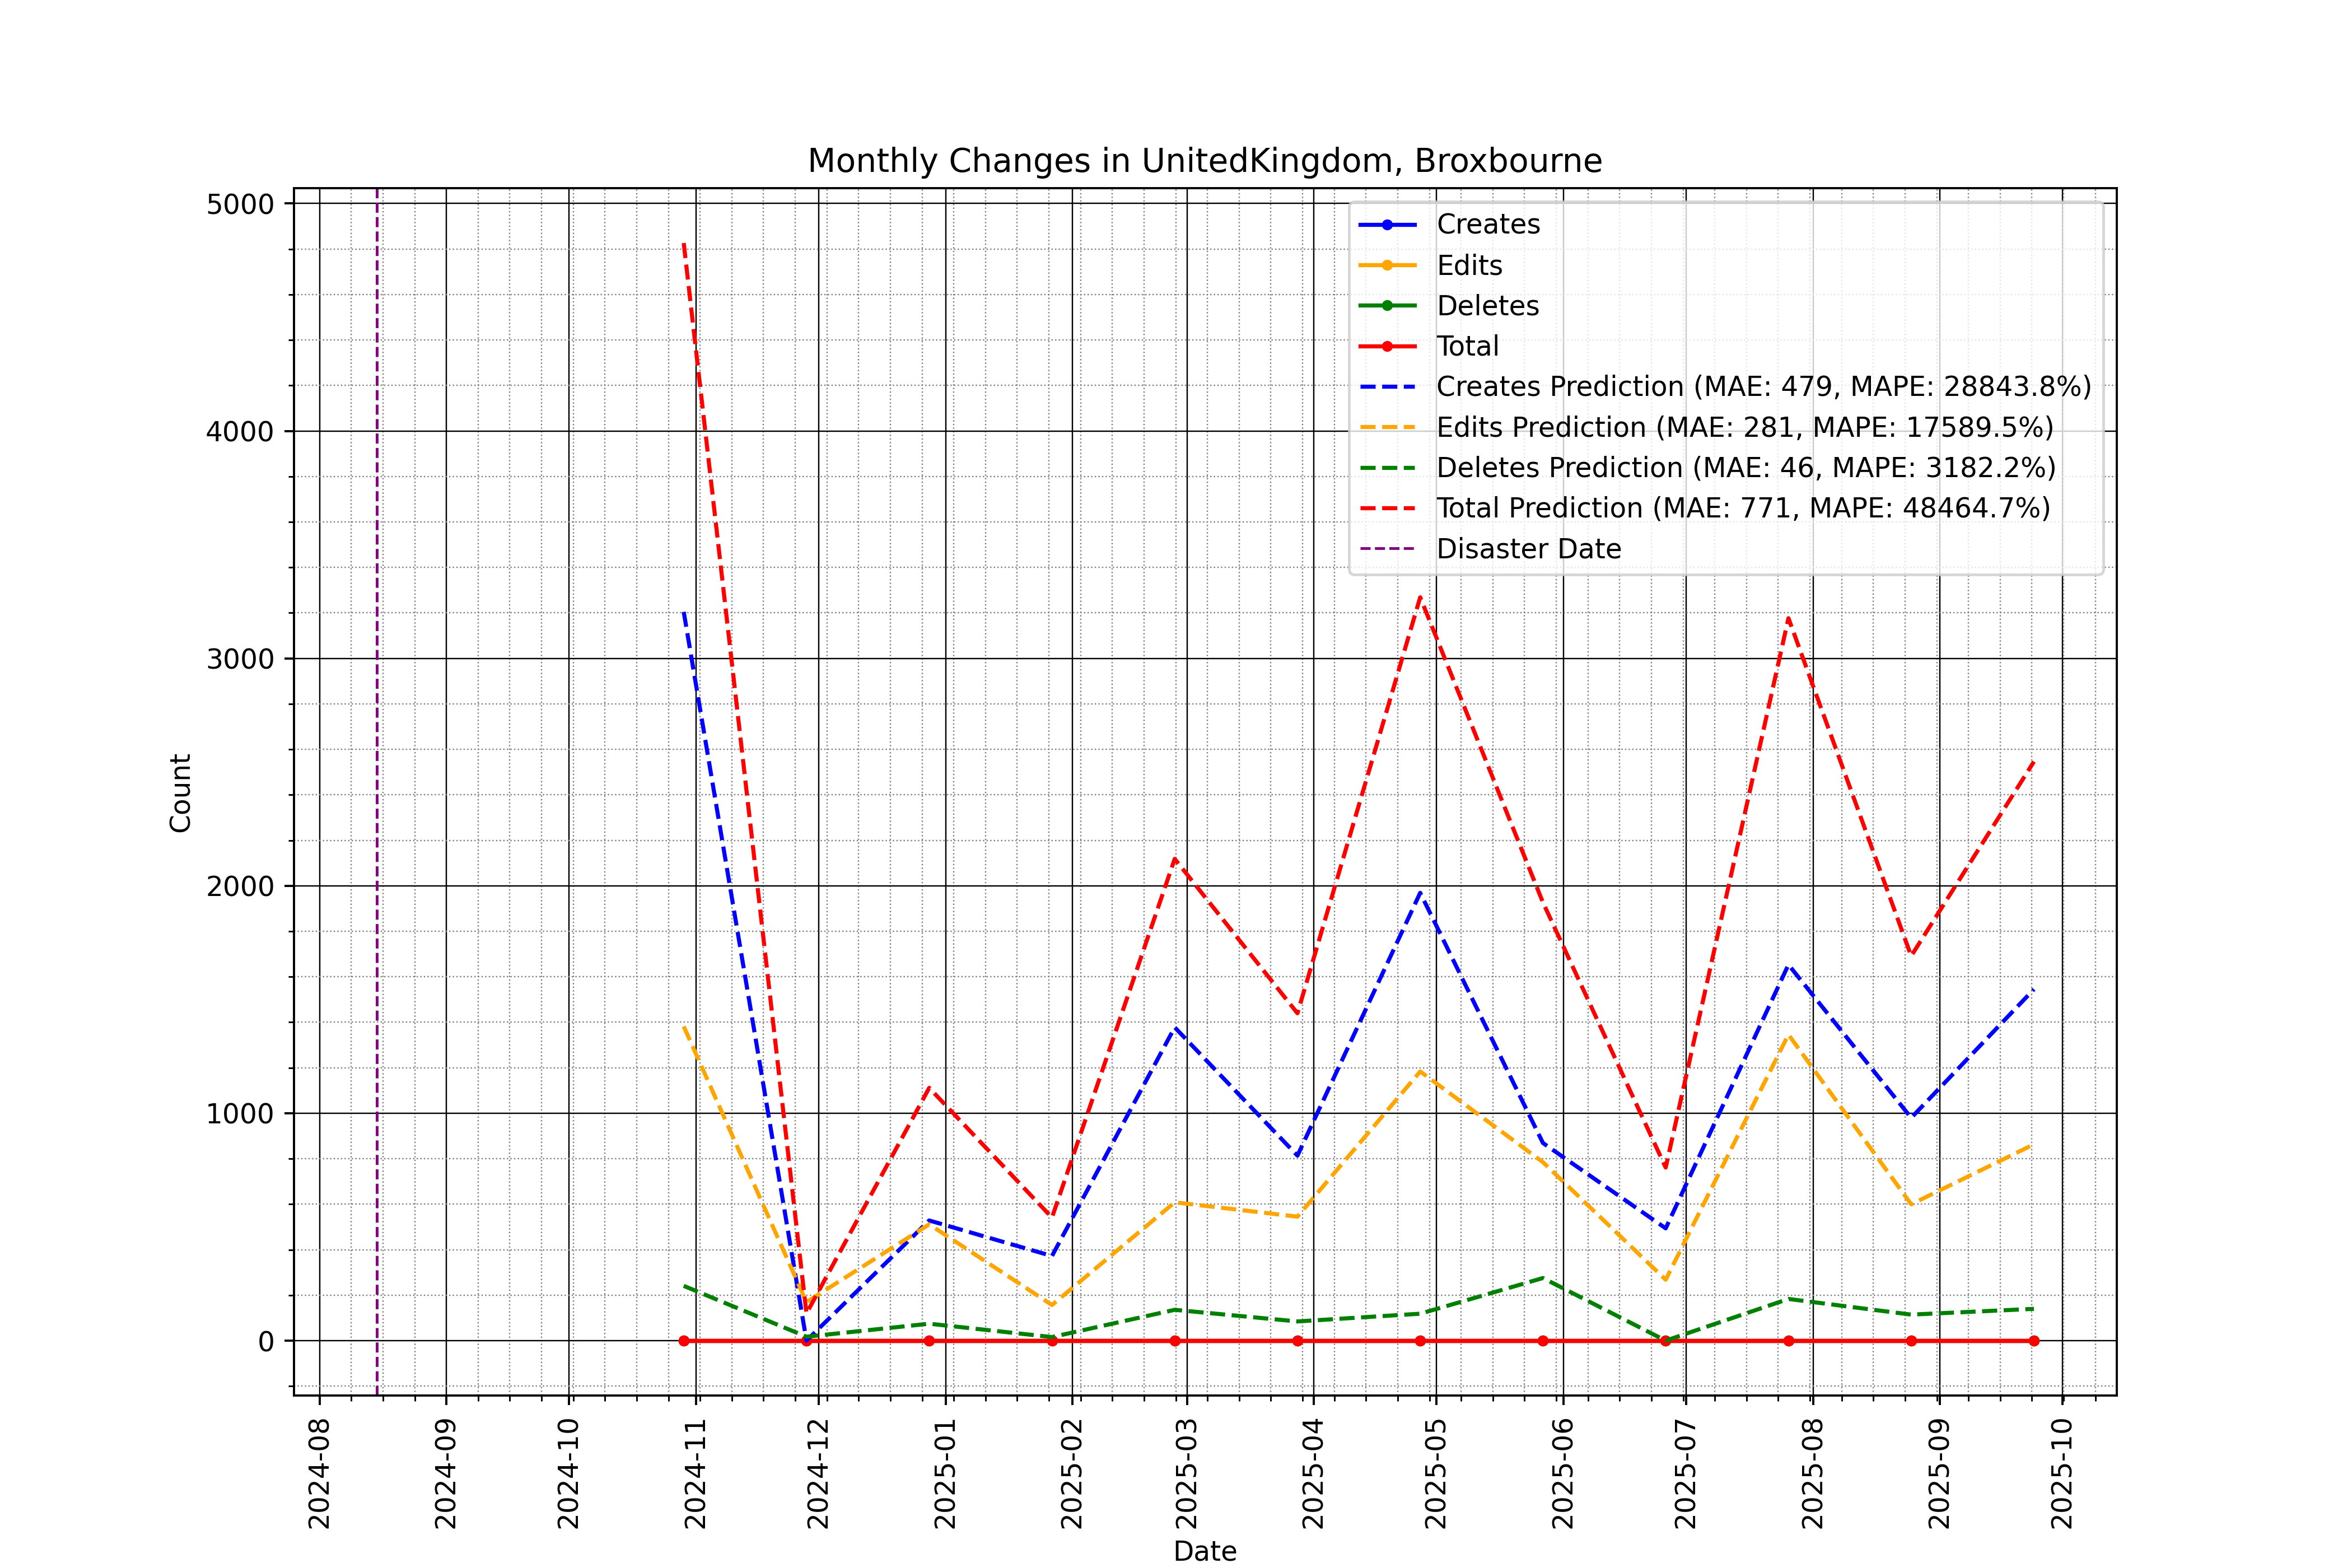 Monthly Changes in UnitedKingdom, Broxbourne
5000
4000
3000
2000
1000
0
Count
Creates
Edits
Deletes
Total
Creates Prediction (MAE: 479, MAPE: 28843.8%)
Edits Prediction (MAE: 281, MAPE: 17589.5%)
Deletes Prediction (MAE: 46, MAPE: 3182.2%)
Total Prediction (MAE: 771, MAPE: 48464.7%)
Disaster Date
2024-08
2024-09
2024-10
2024-11
2024-12
2025-01
2025-02
2025-03
2025-04
2025-05
2025-06
2025-07
2025-08
2025-09
2025-10
Date